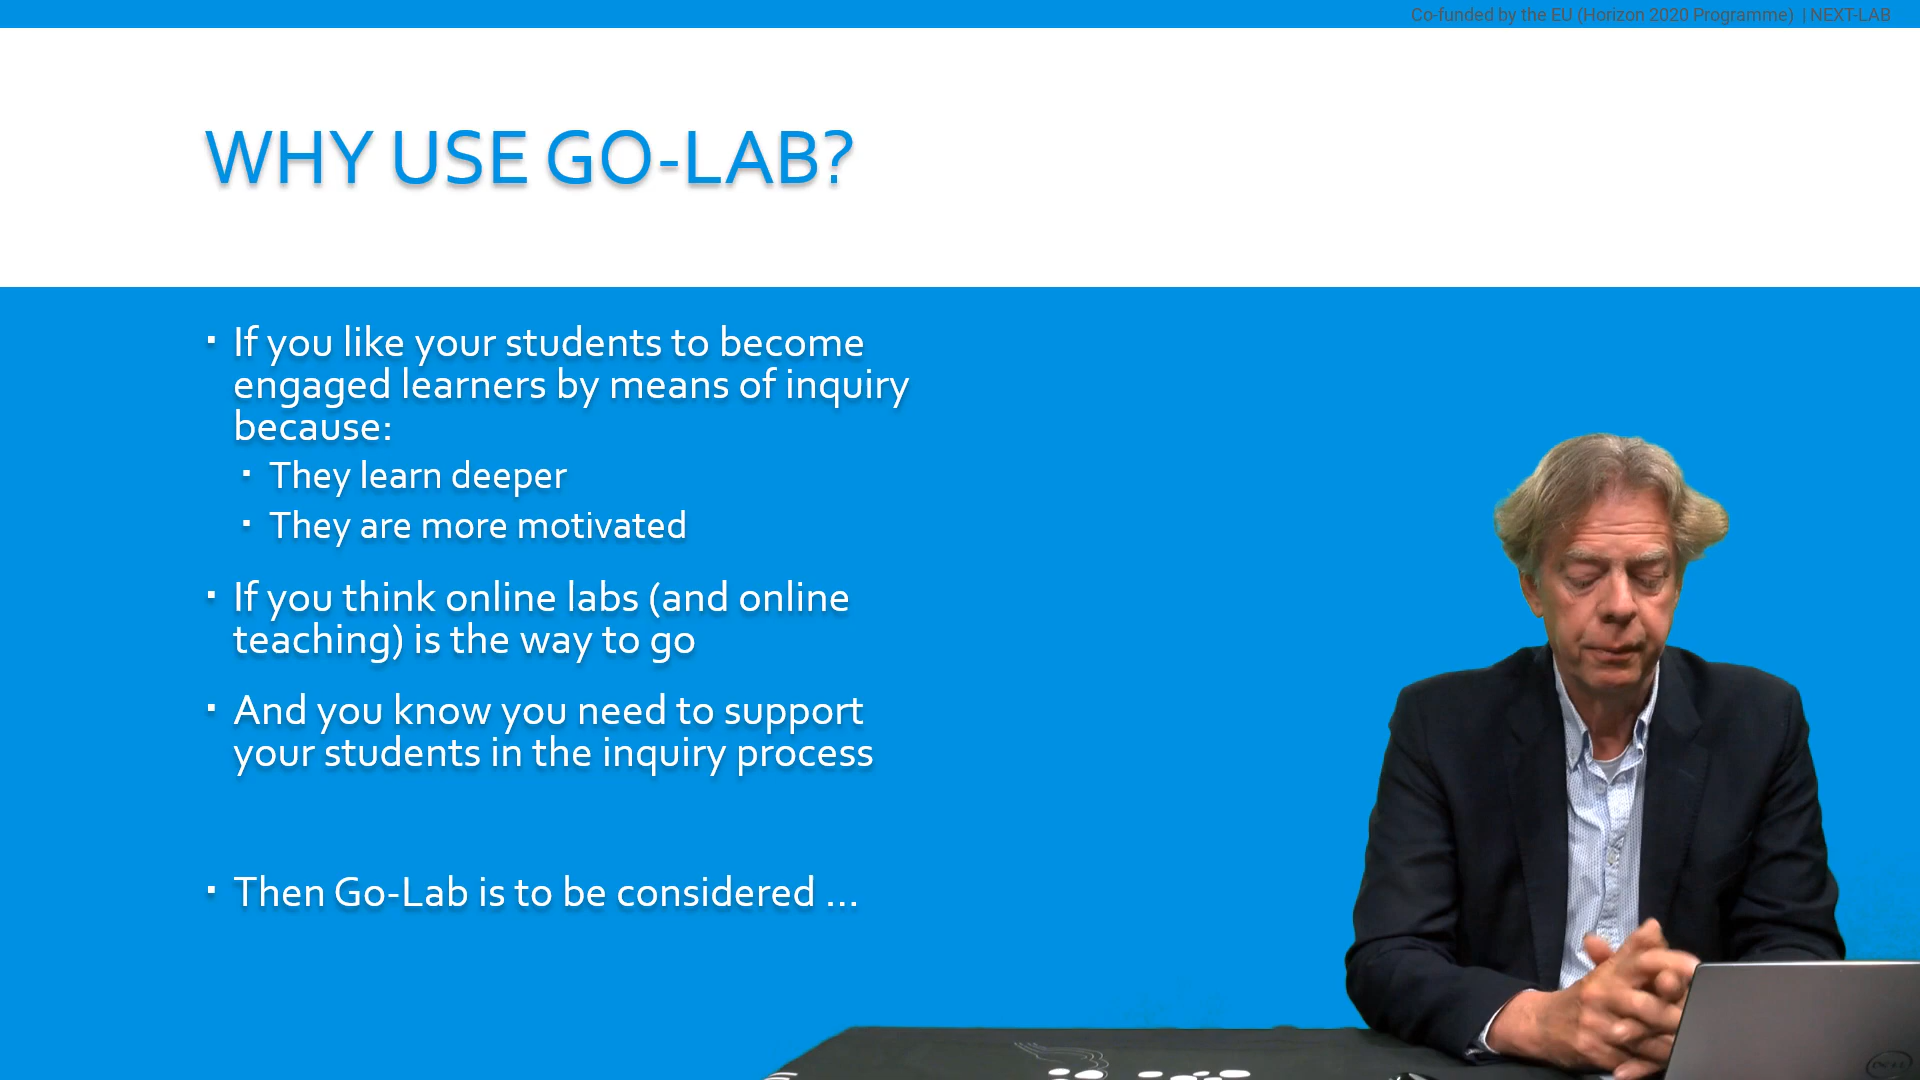 Co-funded by the EU (Horizon 2020 Programme) | NEXT-LAB
WHY USE GO-LAB?
▪ If you like your students to become
engaged learners by means of inquiry
because:
▪ They learn deeper
▪ They are more motivated
▪ If you think online labs (and online
teaching) is the way to go
▪ And you know you need to support
your students in the inquiry process
▪ Then Go-Lab is to be considered ...